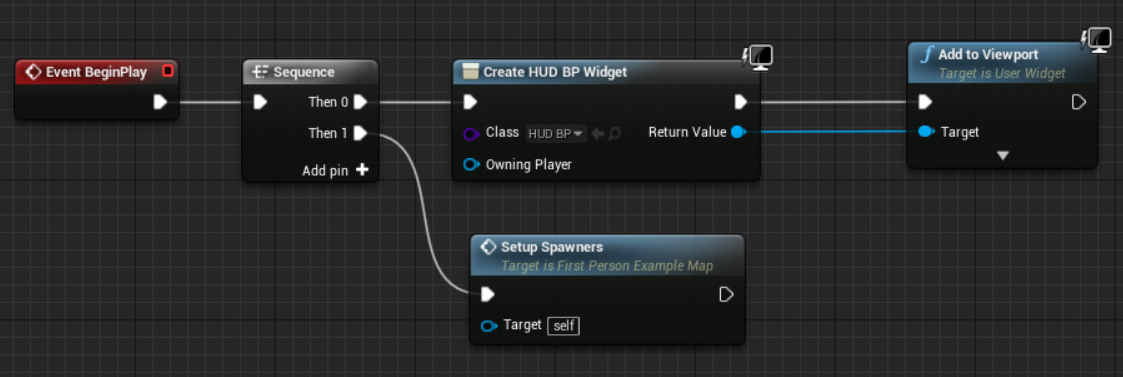 Event BeginPlay
Sequence
Then 0
Then 1
Add pin
Create HUD BP Widget
Class HUD BP
Return Value
Owning Player
Add to Viewport
Target is User Widget
Target
Setup Spawners
Target is First Person Example Map
Target self